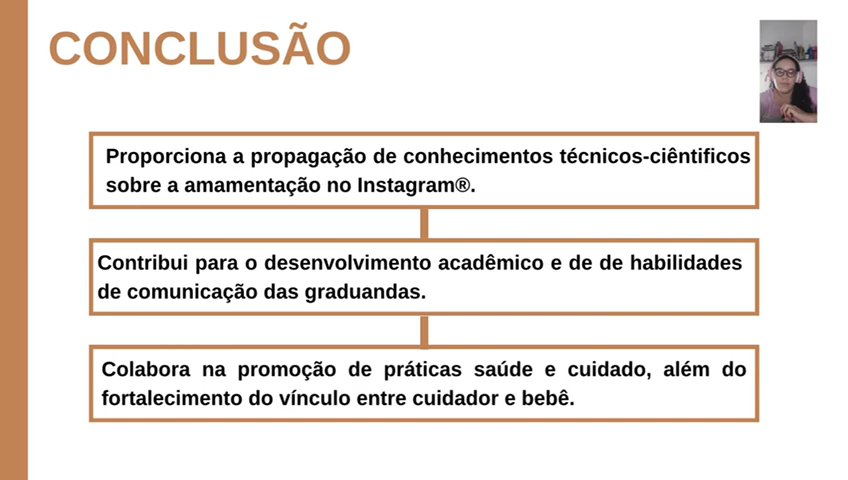 CONCLUSÃO
Proporciona a propagação de conhecimentos técnicos-ciêntificos
sobre a amamentação no Instagram®.
Contribui para o desenvolvimento acadêmico e de de habilidades
de comunicação das graduandas.
Colabora na promoção de práticas saúde e cuidado, além do
fortalecimento do vínculo entre cuidador e bebê.